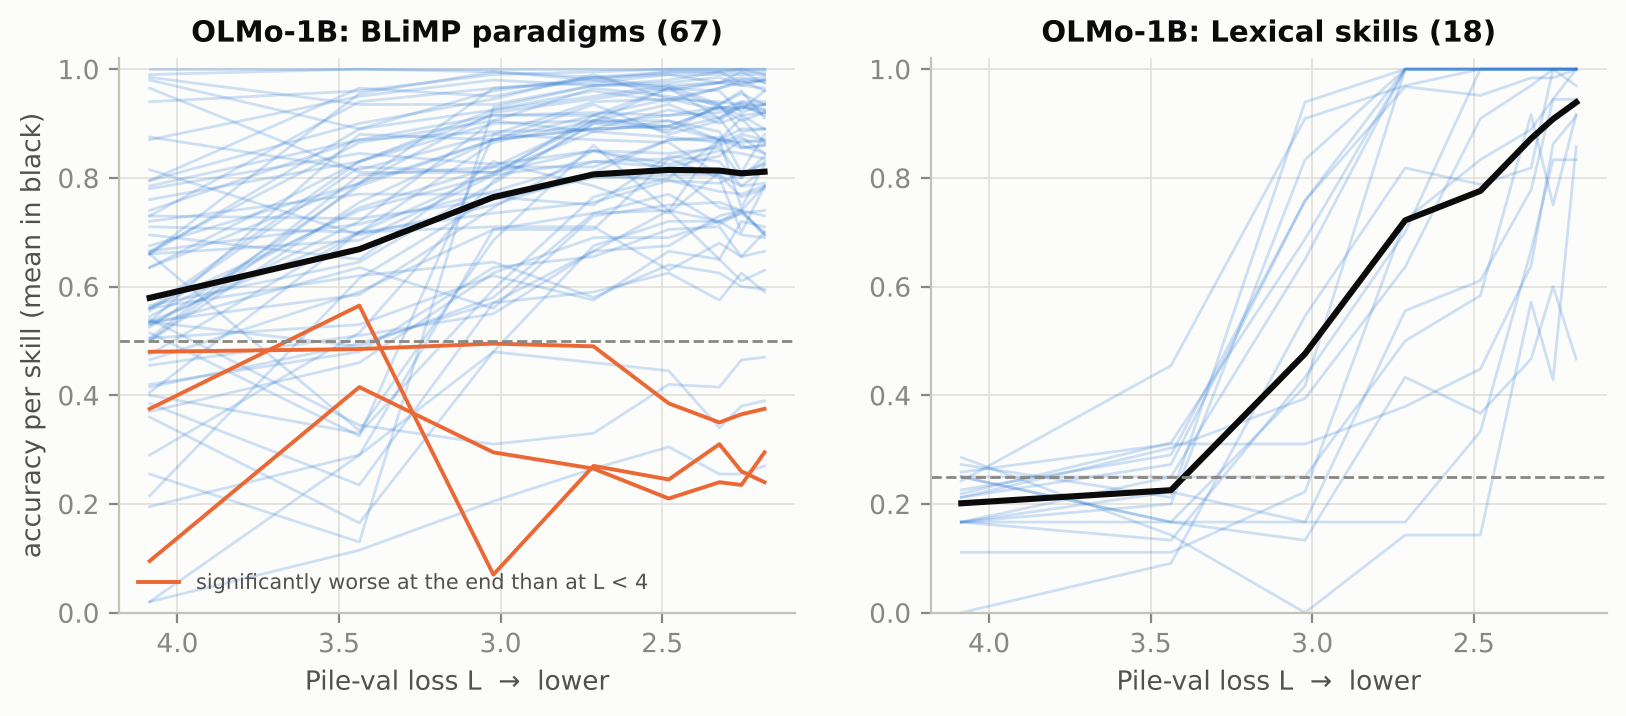 OLMo-1B: BLiMP paradigms (67)
accuracy per skill (mean in black)
1.0
0.8
0.6
0.4
0.2
0.0
significantly worse at the end than at L < 4
4.0 3.5 3.0 2.5
Pile-val loss L → lower
OLMo-1B: Lexical skills (18)
1.0
0.8
0.6
0.4
0.2
0.0
4.0 3.5 3.0 2.5
Pile-val loss L → lower